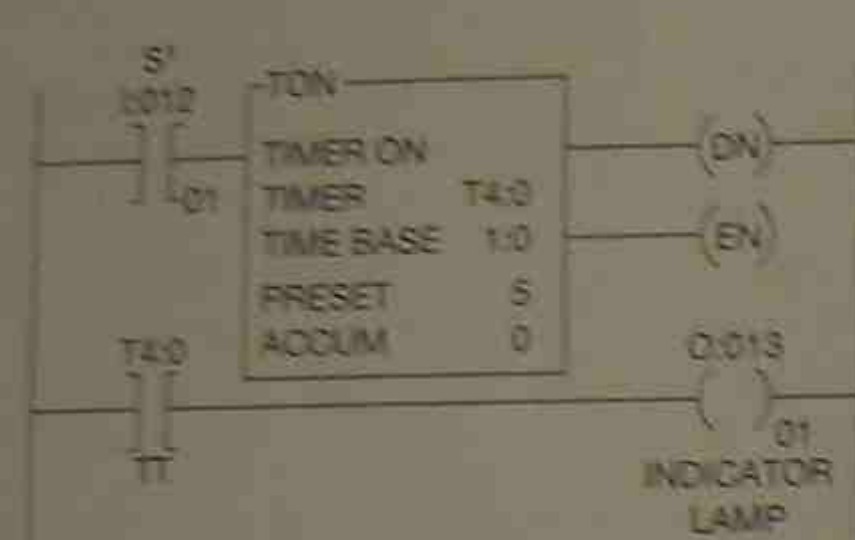 S1
I:012
TON
TIMER ON
DN
01
TIMER T4:0
TIME BASE 1:0
EN
PRESET 5
ACCUM 0
T4:0
O:013
TT
01
INDICATOR
LAMP